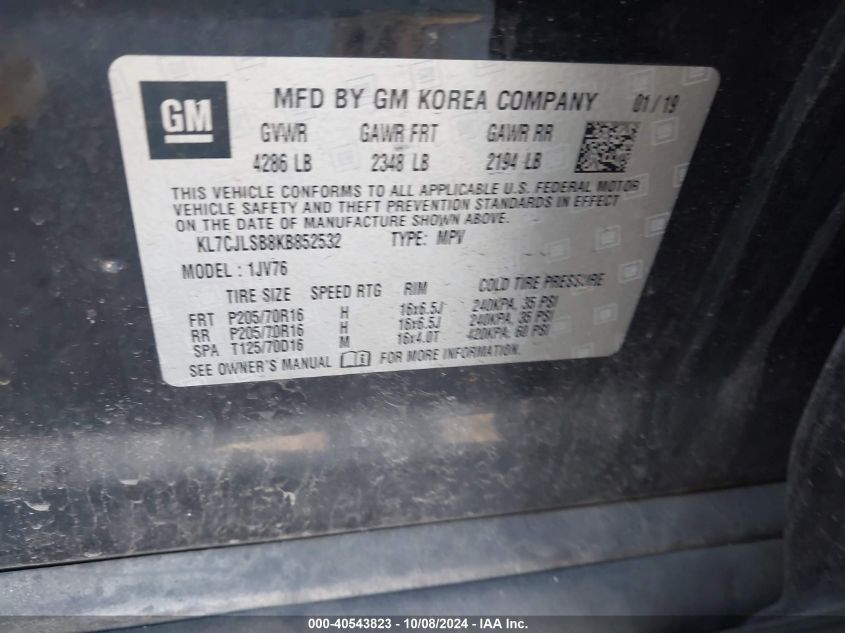 GM
MFD BY GM KOREA COMPANY 01/19
GVWR GAWR FRT GAWR RR
4286 LB 2348 LB 2194 LB
THIS VEHICLE CONFORMS TO ALL APPLICABLE U.S. FEDERAL MOTOR
VEHICLE SAFETY AND THEFT PREVENTION STANDARDS IN EFFECT
ON THE DATE OF MANUFACTURE SHOWN ABOVE.
KL7CJLSB8KB852532 TYPE: MPV
MODEL : 1JV76
TIRE SIZE SPEED RTG RIM COLD TIRE PRESSURE
FRT P205/70R16 H 16x6.5J 240KPA, 35 PSI
RR P205/70R16 H 16x6.5J 240KPA, 35 PSI
SPA T125/70D16 M 16x4.0T 420KPA, 60 PSI
SEE OWNER'S MANUAL FOR MORE INFORMATION.
000-40543823 - 10/08/2024 - IAA Inc.